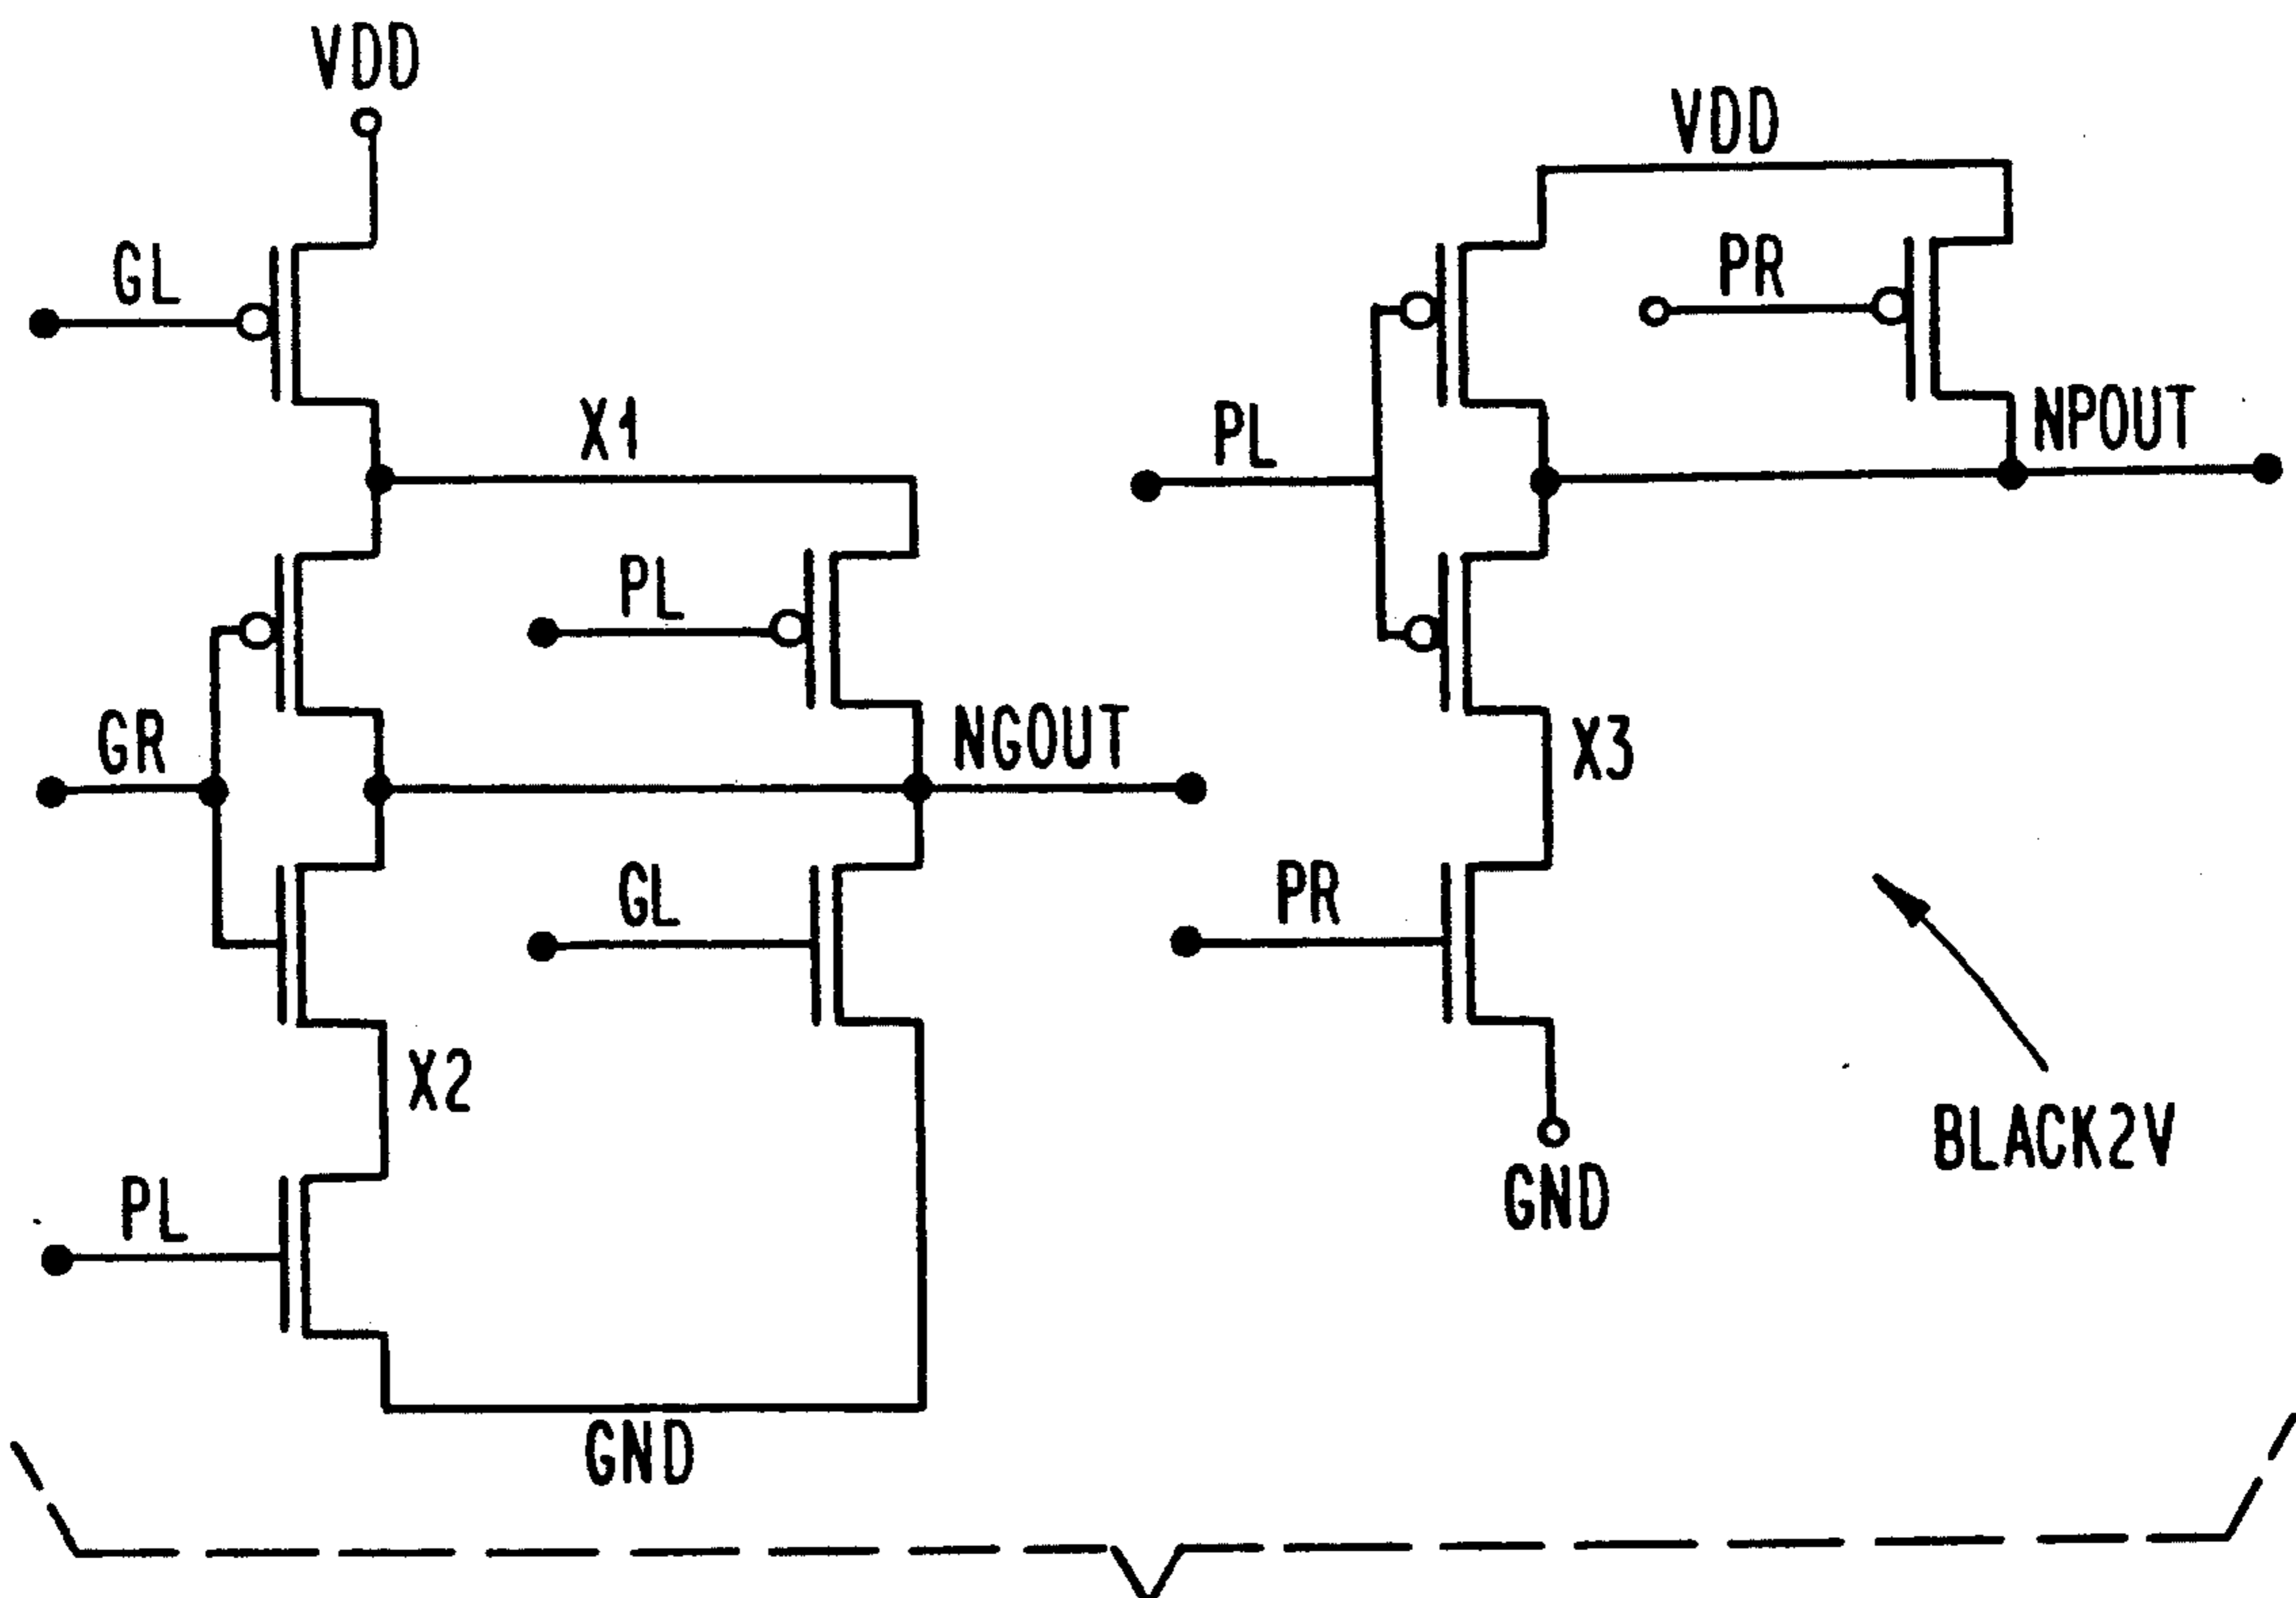 VDD
GL
X1
PL
GR
NGOUT
GL
X2
PL
GND
VDD
PR
PL
NPOUT
X3
PR
GND
BLACK2V